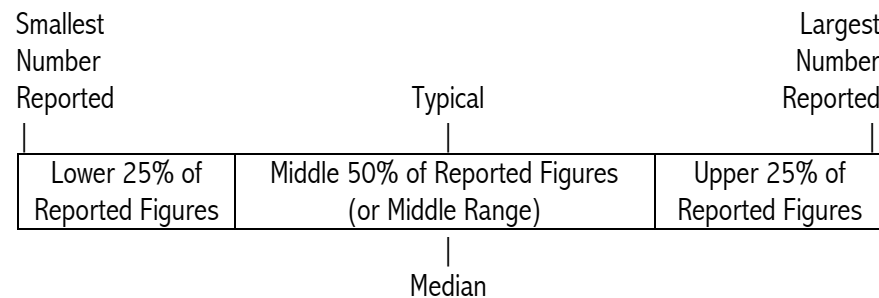 Smallest
Number
Reported
Typical
Largest
Number
Reported
Lower 25% of
Reported Figures
Middle 50% of Reported Figures
(or Middle Range)
Upper 25% of
Reported Figures
Median